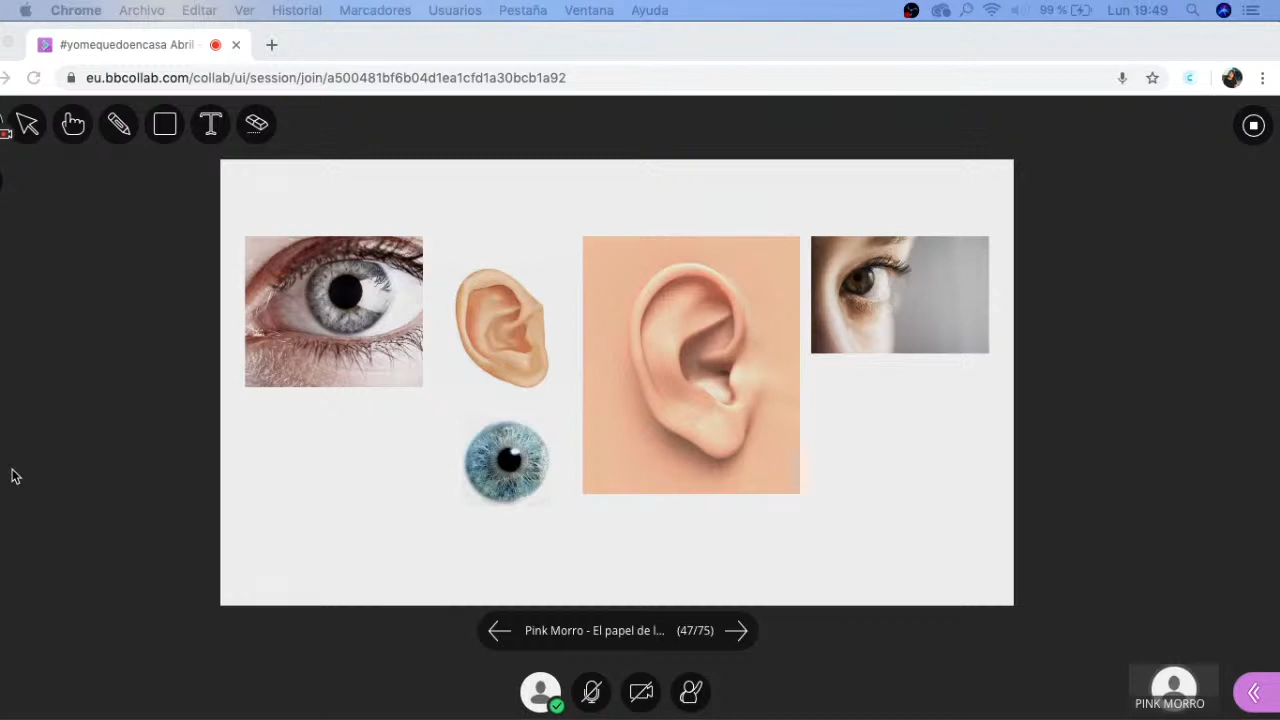 Chrome Archivo Editar Ver Historial Marcadores Usuarios Pestaña Ventana Ayuda 99 % Lun 19:49
#yomequedoencasa Abril
eu.bbcollab.com/collab/ui/session/join/a500481bf6b04d1ea1cfd1a30bcb1a92
Pink Morro - El papel de l... (47/75)
PINK MORRO